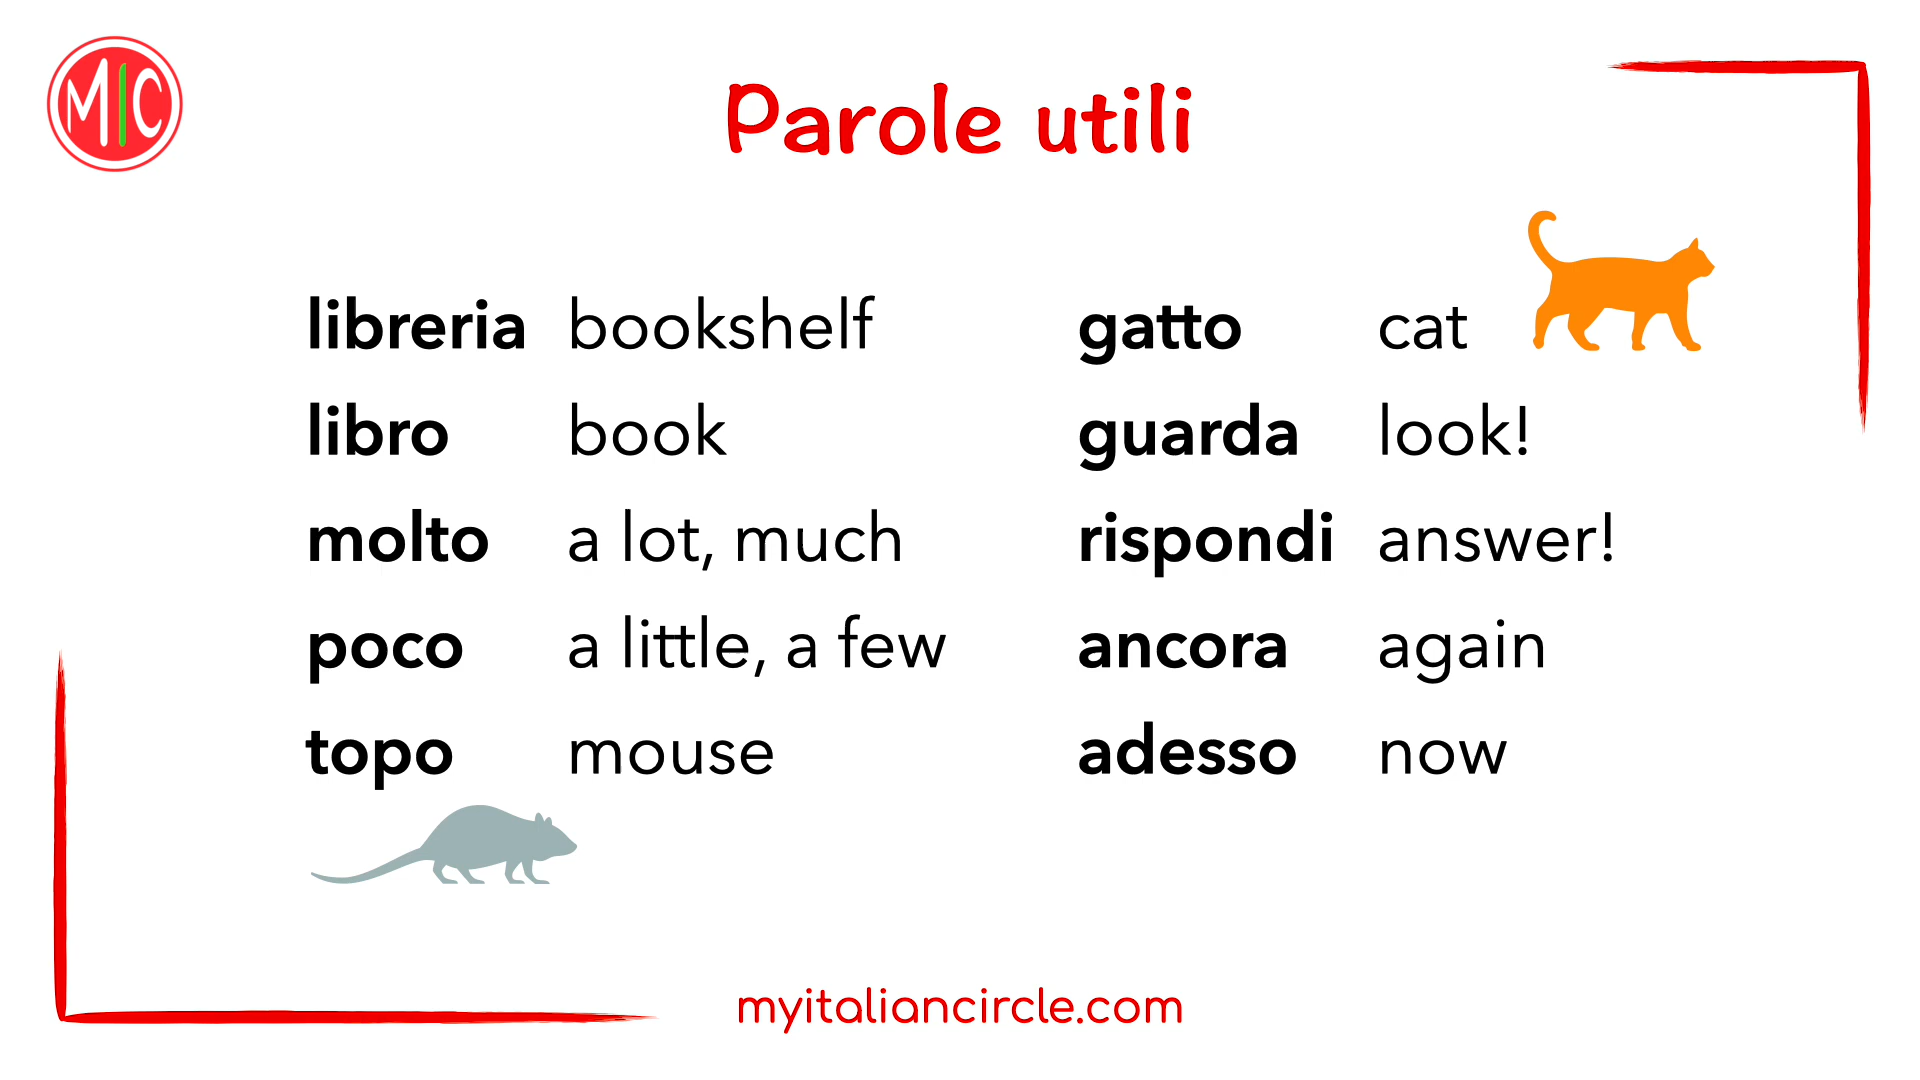 MIC
Parole utili
libreria bookshelf
libro book
molto a lot, much
poco a little, a few
topo mouse
gatto cat
guarda look!
rispondi answer!
ancora again
adesso now
myitaliancircle.com